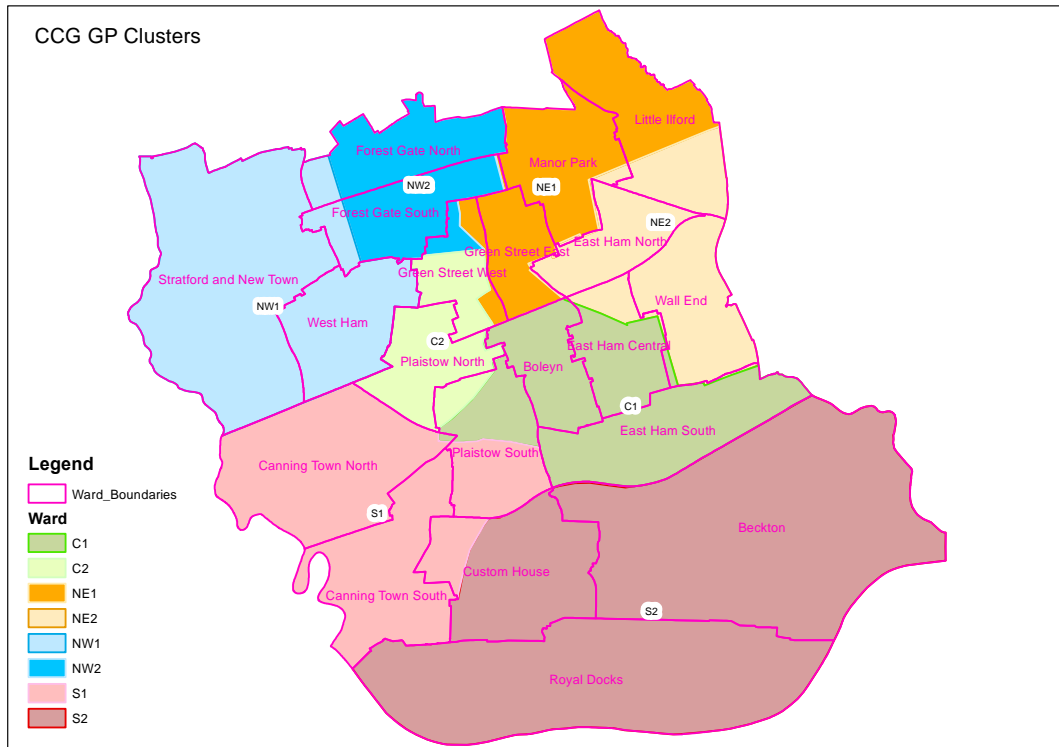 CCG GP Clusters
Little Ilford
Forest Gate North
Manor Park
NW2
NE1
Forest Gate South
NE2
East Ham North
Green Street East
Green Street West
Stratford and New Town
NW1
West Ham
Wall End
C2
Plaistow North
Boleyn
East Ham Central
C1
East Ham South
Plaistow South
Canning Town North
S1
Beckton
Custom House
Canning Town South
S2
Royal Docks
Legend
Ward_Boundaries
Ward
C1
C2
NE1
NE2
NW1
NW2
S1
S2